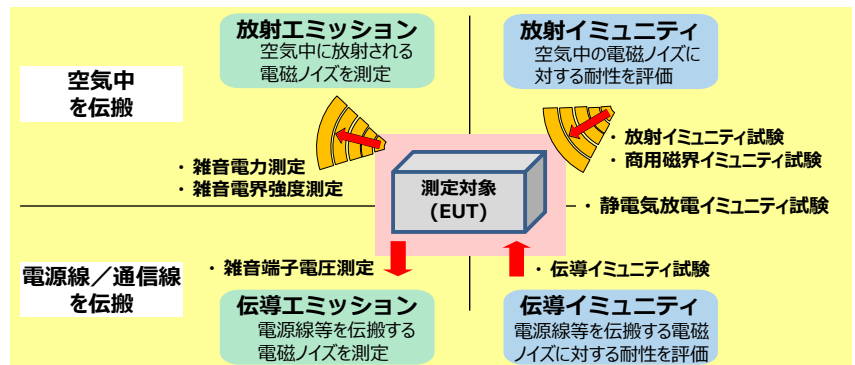 放射エミッション
空気中に放射される
電磁ノイズを測定
放射イミュニティ
空気中の電磁ノイズに
対する耐性を評価
空気中
を伝搬
・雑音電力測定
・雑音電界強度測定
・放射イミュニティ試験
・商用磁界イミュニティ試験
測定対象
(EUT)
・静電気放電イミュニティ試験
電源線／通信線
を伝搬
・雑音端子電圧測定
・伝導イミュニティ試験
伝導エミッション
電源線等を伝搬する
電磁ノイズを測定
伝導イミュニティ
電源線等を伝搬する電磁
ノイズに対する耐性を評価